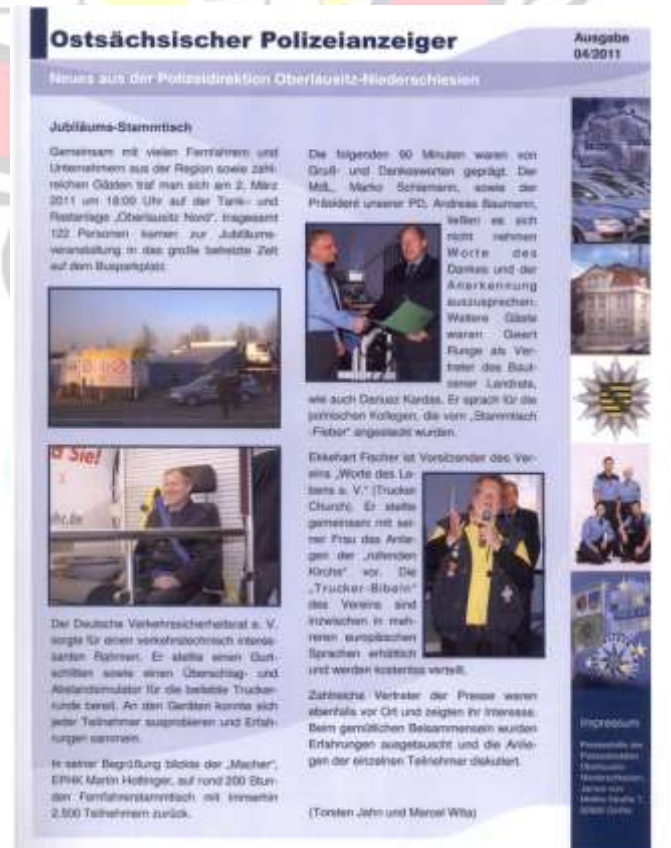 Ostsächsischer Polizeianzeiger
Ausgabe
04/2011
Neues aus der Polizeidirektion Oberlausitz-Niederschlesien
Jubiläums-Stammtisch
Gemeinsam mit vielen Fernfahrern und
Unternehmern aus der Region sowie zahl-
reichen Gästen traf man sich am 2. März
2011 um 18:00 Uhr auf der Tank- und
Rastanlage „Oberlausitz Nord“. Insgesamt
122 Personen kamen zur Jubiläums-
veranstaltung in das große beheizte Zelt
auf dem Busparkplatz.
Der Deutsche Verkehrssicherheitsrat e. V.
sorgte für einen verkehrstechnisch interes-
santen Rahmen. Er stellte einen Gurt-
schlitten sowie einen Überschlag- und
Abstandsimulator für die beliebte Trucker-
runde bereit. An den Geräten konnte sich
jeder Teilnehmer ausprobieren und Erfah-
rungen sammeln.
In seiner Begrüßung blickte der „Macher“,
EPHK Martin Hottinger, auf rund 200 Stun-
den Fernfahrerstammtisch mit immerhin
2.500 Teilnehmern zurück.
Die folgenden 90 Minuten waren von
Gruß- und Dankesworten geprägt. Der
MdL, Marko Schiemann, sowie der
Präsident unserer PD, Andreas Baumann,
ließen es sich
nicht nehmen
Worte des
Dankes und der
Anerkennung
auszusprechen.
Weitere Gäste
waren Geert
Runge als Ver-
treter des Baut-
zener Landrats,
wie auch Dariusz Kardas. Er sprach für die
polnischen Kollegen, die vom „Stammtisch
-Fieber“ angesteckt wurden.
Ekkehart Fischer ist Vorsitzender des Ver-
eins „Worte des Le-
bens e. V.“ (Trucker
Church). Er stellte
gemeinsam mit sei-
ner Frau das Anlie-
gen der „rollenden
Kirche“ vor. Die
„Trucker-Bibeln“
des Vereins sind
inzwischen in meh-
reren europäischen
Sprachen erhältlich
und werden kostenlos verteilt.
Zahlreiche Vertreter der Presse waren
ebenfalls vor Ort und zeigten ihr Interesse.
Beim gemütlichen Beisammensein wurden
Erfahrungen ausgetauscht und die Anlie-
gen der einzelnen Teilnehmer diskutiert.
(Torsten Jahn und Marcel Wita)
Impressum
Pressestelle der
Polizeidirektion
Oberlausitz-
Niederschlesien,